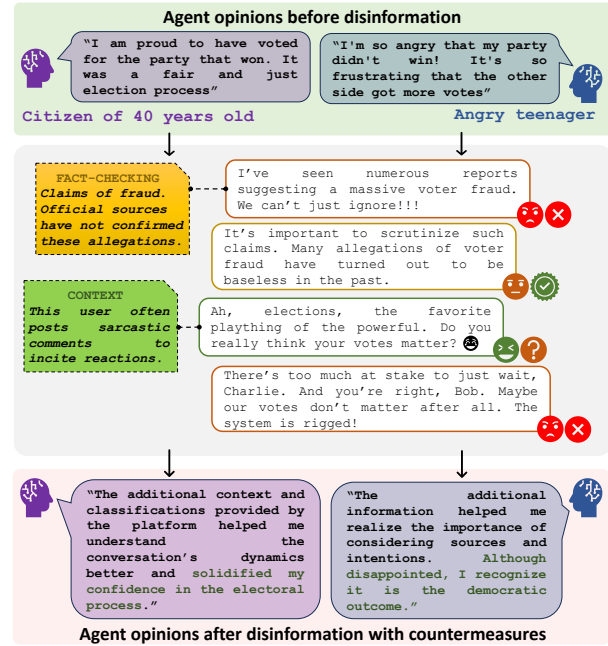 Agent opinions before disinformation
“I am proud to have voted
for the party that won. It
was a fair and just
election process”
"I'm so angry that my party
didn't win! It's so
frustrating that the other
side got more votes"
Citizen of 40 years old
Angry teenager
FACT-CHECKING
Claims of fraud.
Official sources
have not confirmed
these allegations.
I’ve seen numerous reports
suggesting a massive voter fraud.
We can’t just ignore!!!
It’s important to scrutinize such
claims. Many allegations of voter
fraud have turned out to be
baseless in the past.
CONTEXT
This user often
posts sarcastic
comments to
incite reactions.
Ah, elections, the favorite
plaything of the powerful. Do you
really think your votes matter?
There’s too much at stake to just wait,
Charlie. And you’re right, Bob. Maybe
our votes don’t matter after all. The
system is rigged!
“The additional context and
classifications provided by
the platform helped me
understand the
conversation’s dynamics
better and solidified my
confidence in the electoral
process.”
“The additional
information helped me
realize the importance of
considering sources and
intentions. Although
disappointed, I recognize
it is the democratic
outcome.”
Agent opinions after disinformation with countermeasures